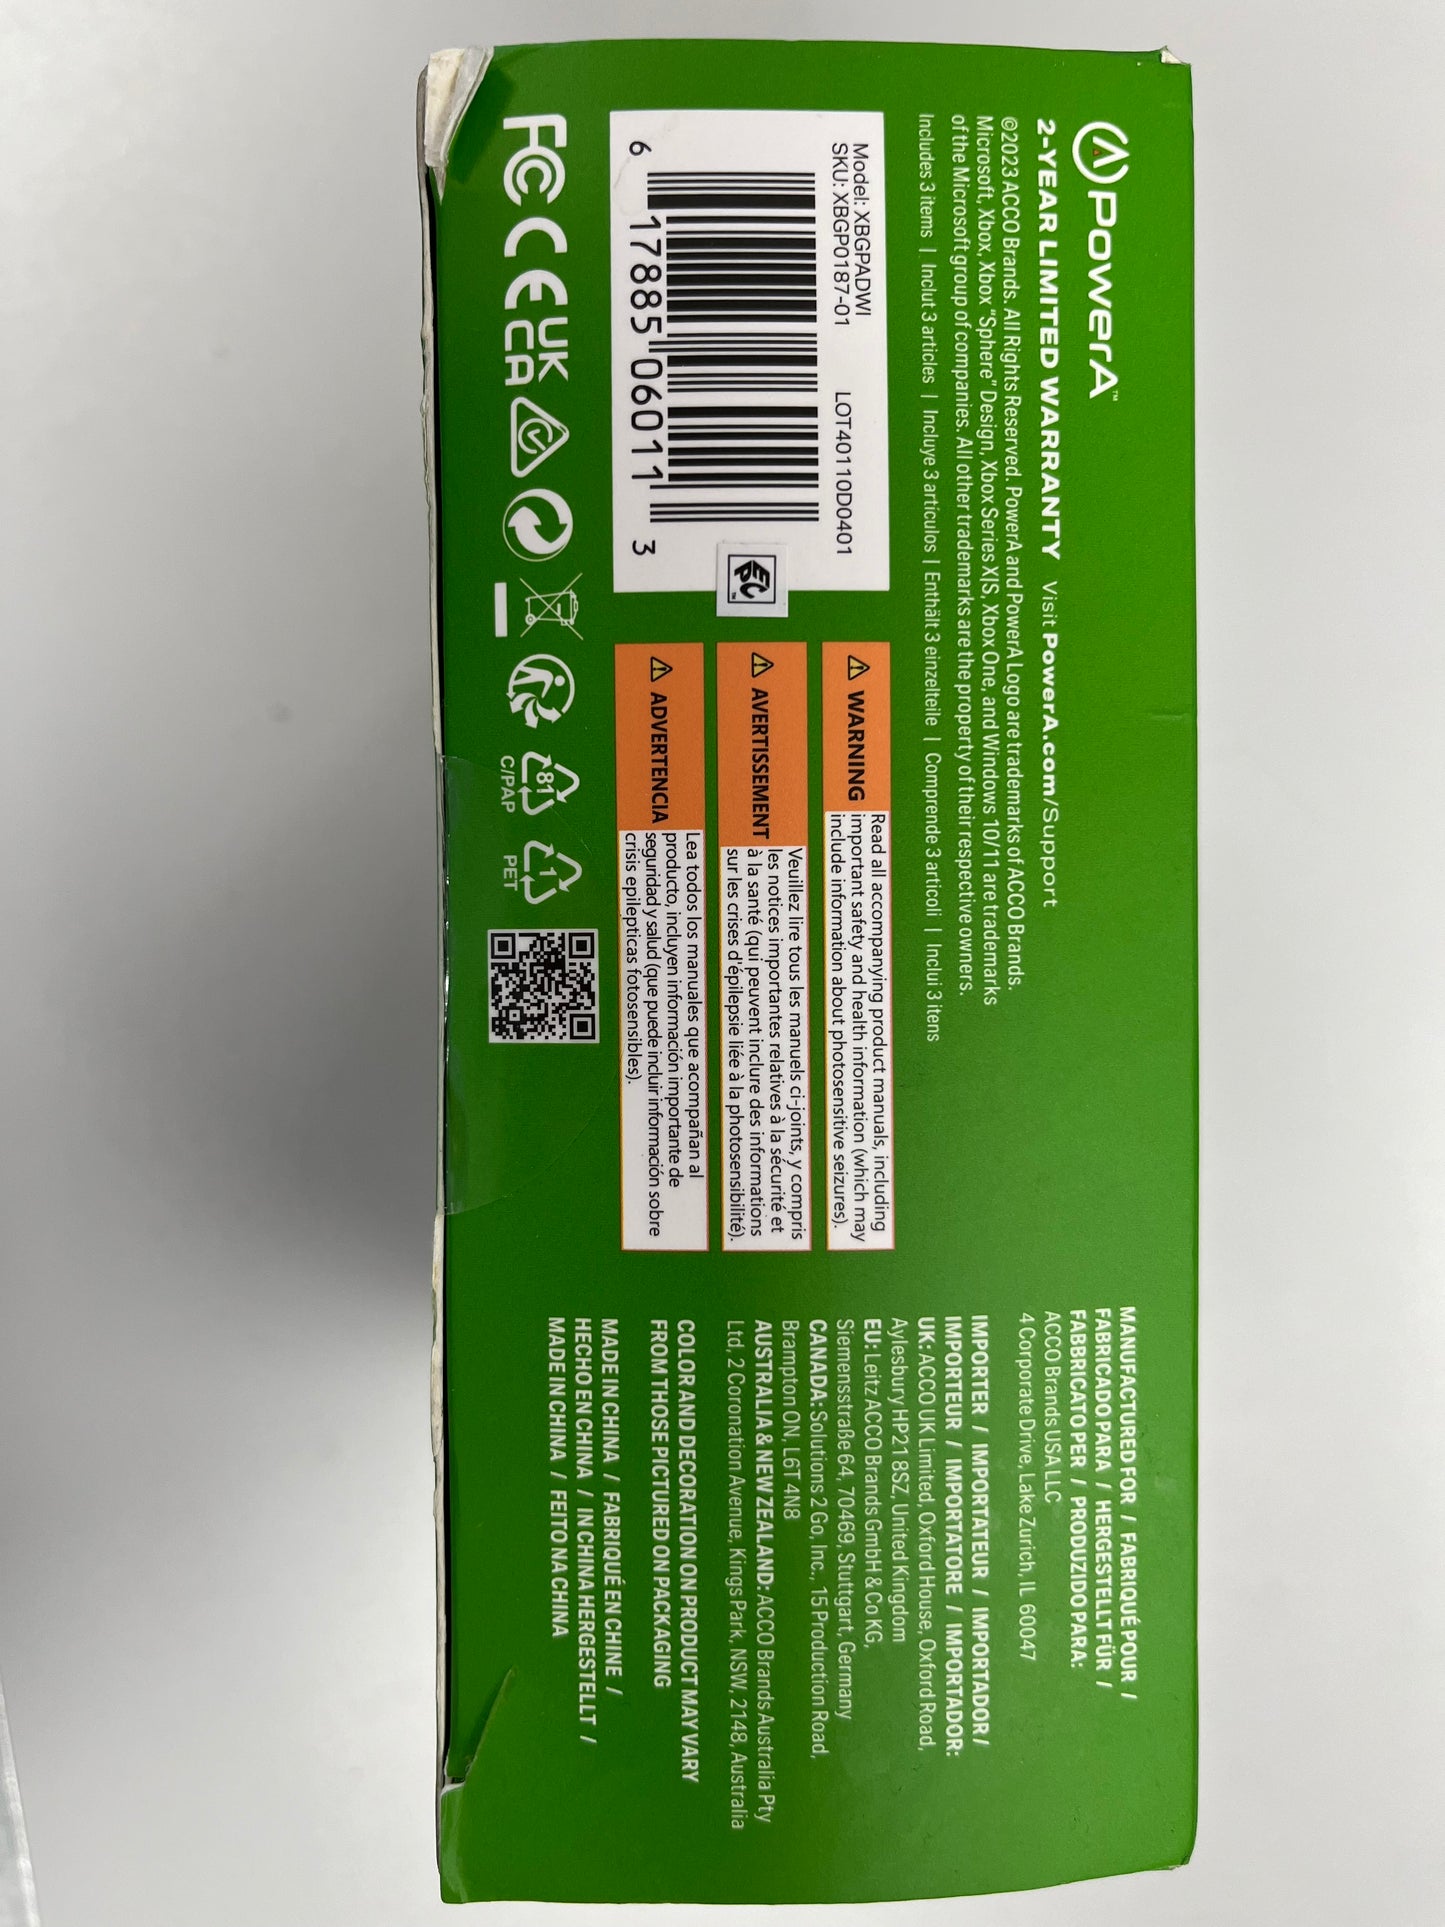 PowerA™
2-YEAR LIMITED WARRANTY Visit PowerA.com/Support
©2023 ACCO Brands. All Rights Reserved. PowerA and PowerA Logo are trademarks of ACCO Brands.
Microsoft, Xbox, Xbox "Sphere" Design, Xbox Series X|S, Xbox One, and Windows 10/11 are trademarks
of the Microsoft group of companies. All other trademarks are the property of their respective owners.
Includes 3 items | Inclut 3 articles | Incluye 3 artículos | Enthält 3 einzelteile | Comprende 3 articoli | Inclui 3 itens
Model: XBGPADWI
SKU: XBGP0187-01 LOT40110D0401
6 17885 06011 3
EPC™
FC CE UK
CA
81
C/PAP
1
PET
WARNING
Read all accompanying product manuals, including
important safety and health information (which may
include information about photosensitive seizures).
AVERTISSEMENT
Veuillez lire tous les manuels ci-joints, y compris
les notices importantes relatives à la sécurité et
à la santé (qui peuvent inclure des informations
sur les crises d'épilepsie liée à la photosensibilité).
ADVERTENCIA
Lea todos los manuales que acompañan al
producto, incluyen información importante de
seguridad y salud (que puede incluir información sobre
crisis epilepticas fotosensibles).
MANUFACTURED FOR / FABRIQUÉ POUR /
FABRICADO PARA / HERGESTELLT FÜR /
FABBRICATO PER / PRODUZIDO PARA:
ACCO Brands USA LLC
4 Corporate Drive, Lake Zurich, IL 60047
IMPORTER / IMPORTATEUR / IMPORTADOR/
IMPORTEUR / IMPORTATORE / IMPORTADOR:
UK: ACCO UK Limited, Oxford House, Oxford Road,
Aylesbury HP21 8SZ, United Kingdom
EU: Leitz ACCO Brands GmbH & Co KG,
Siemensstraße 64, 70469, Stuttgart, Germany
CANADA: Solutions 2 Go, Inc., 15 Production Road,
Brampton ON, L6T 4N8
AUSTRALIA & NEW ZEALAND: ACCO Brands Australia Pty
Ltd, 2 Coronation Avenue, Kings Park, NSW, 2148, Australia
COLOR AND DECORATION ON PRODUCT MAY VARY
FROM THOSE PICTURED ON PACKAGING
MADE IN CHINA / FABRIQUÉ EN CHINE /
HECHO EN CHINA / IN CHINA HERGESTELLT /
MADE IN CHINA / FEITO NA CHINA